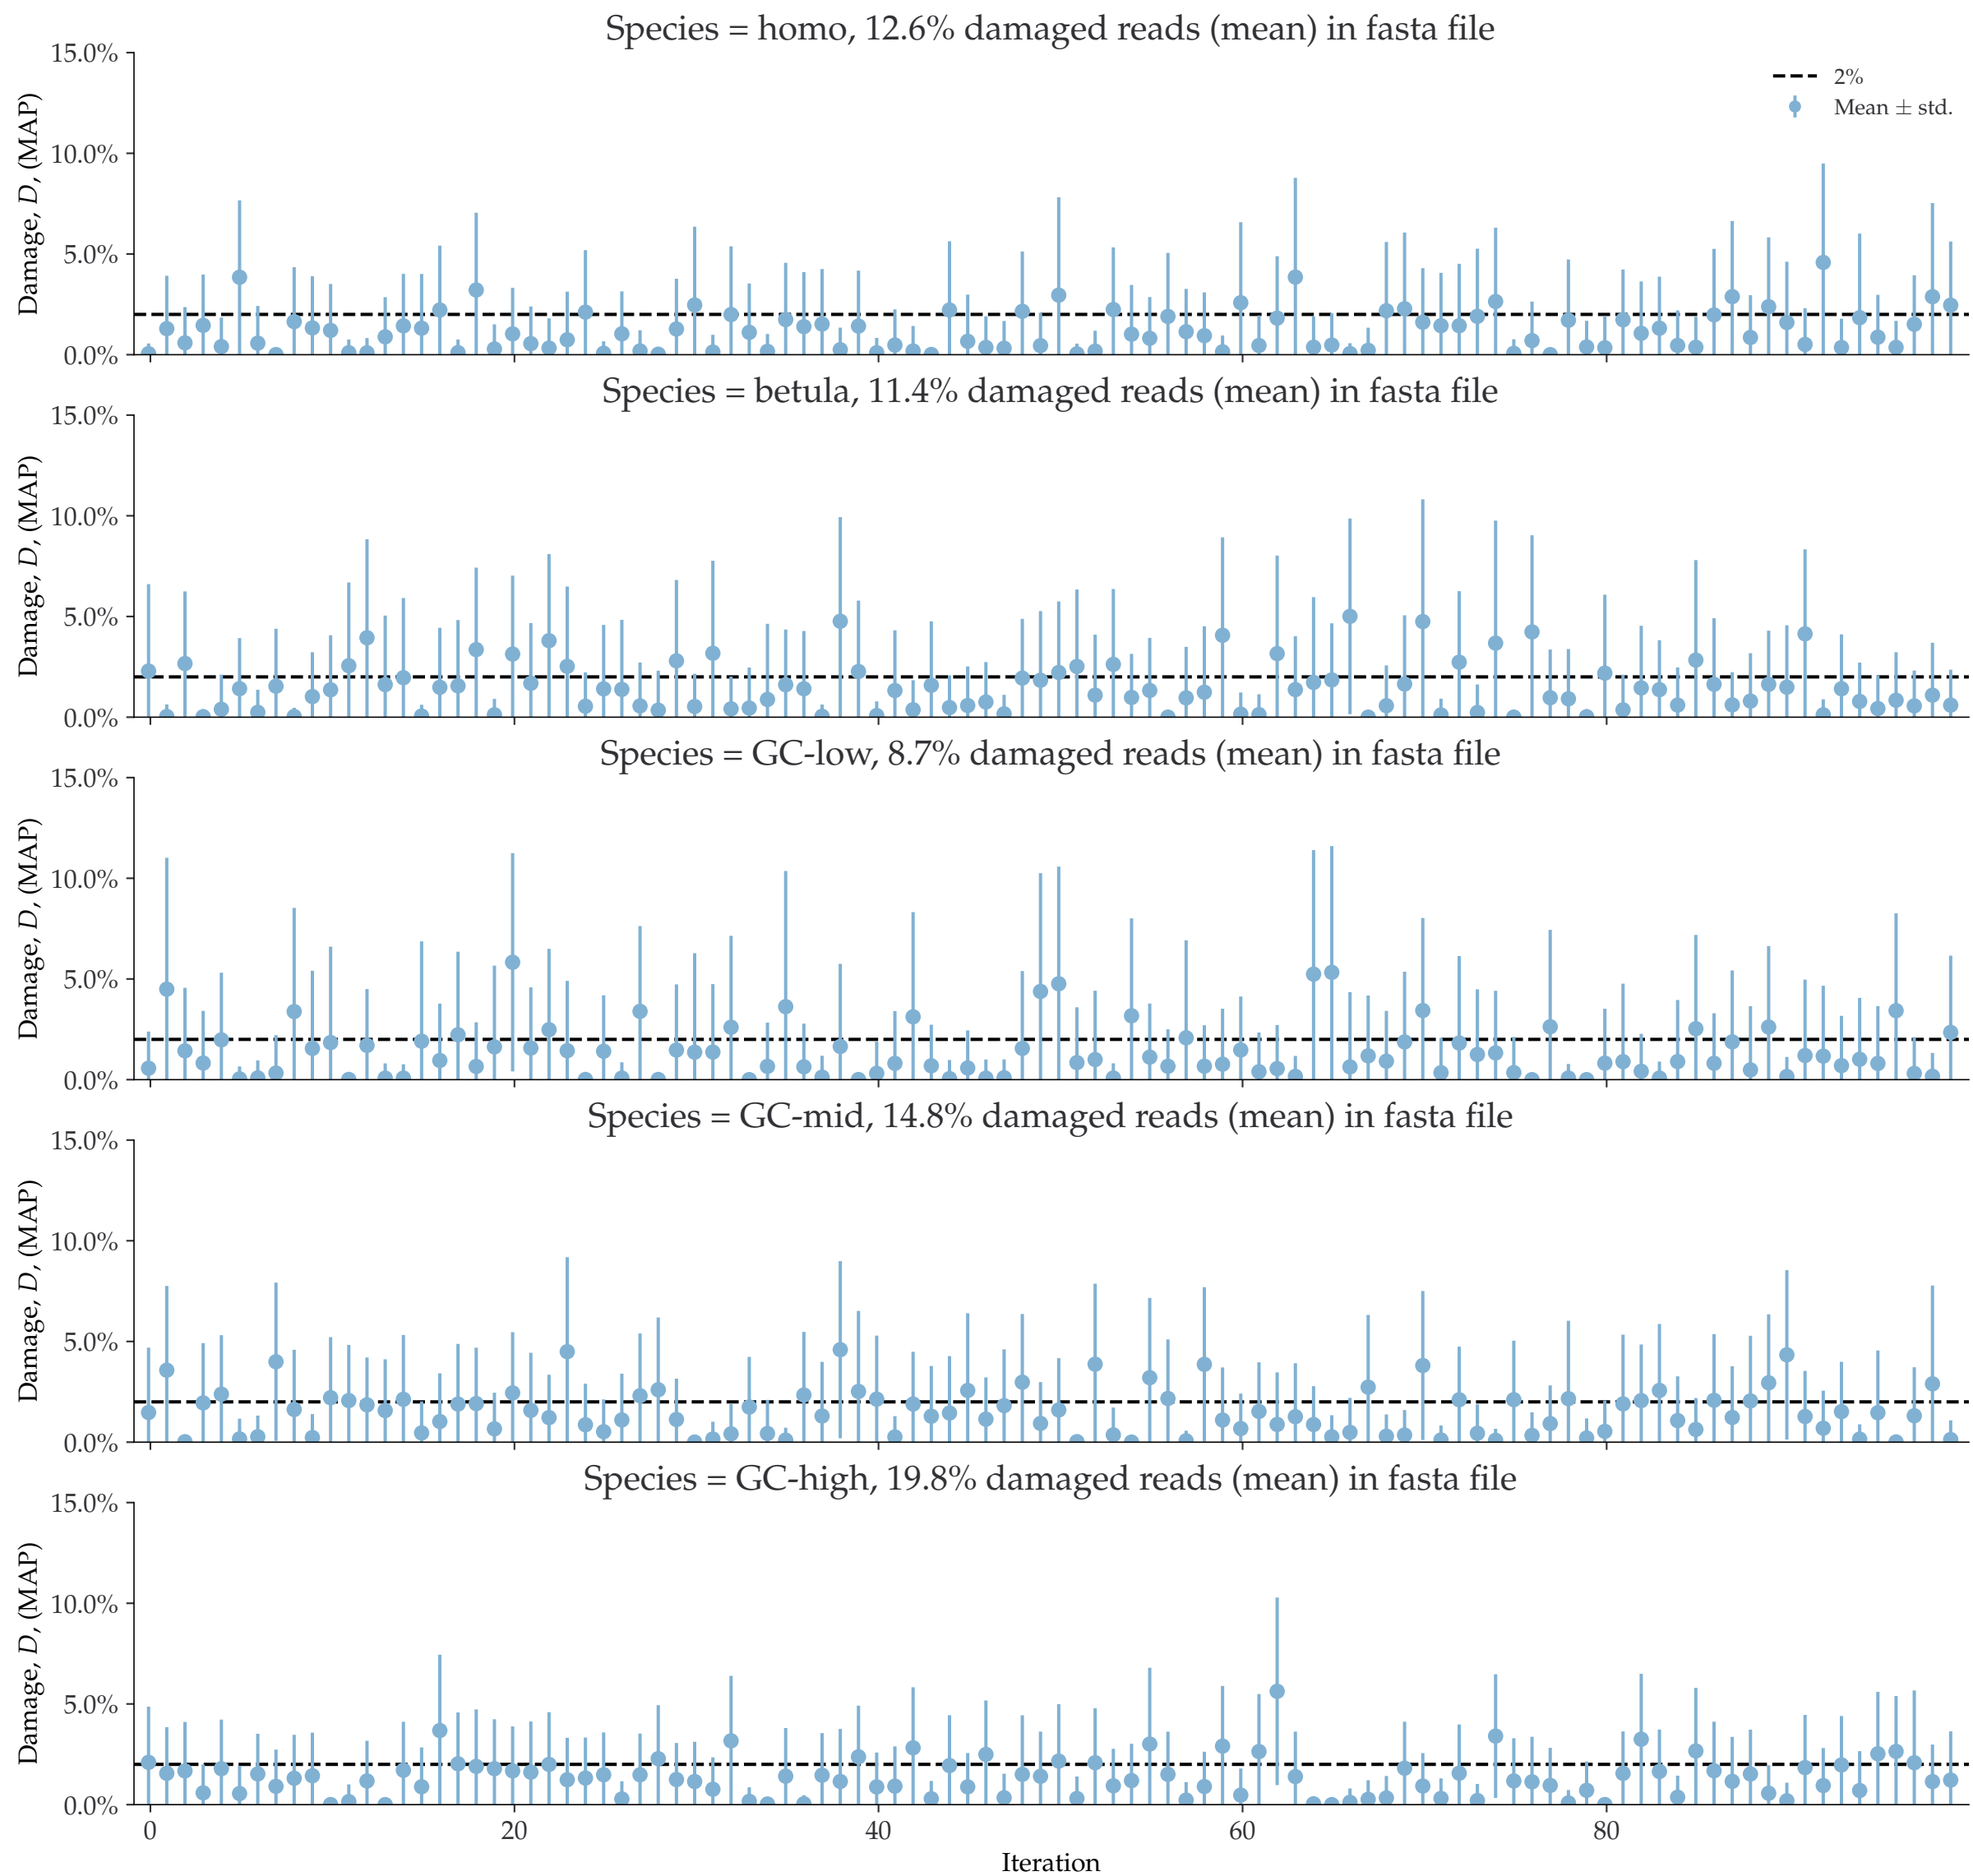 Species = homo, 12.6% damaged reads (mean) in fasta file
15.0%
10.0%
5.0%
0.0%
Damage, D, (MAP)
2%
Mean ± std.
Species = betula, 11.4% damaged reads (mean) in fasta file
15.0%
10.0%
5.0%
0.0%
Damage, D, (MAP)
Species = GC-low, 8.7% damaged reads (mean) in fasta file
15.0%
10.0%
5.0%
0.0%
Damage, D, (MAP)
Species = GC-mid, 14.8% damaged reads (mean) in fasta file
15.0%
10.0%
5.0%
0.0%
Damage, D, (MAP)
Species = GC-high, 19.8% damaged reads (mean) in fasta file
15.0%
10.0%
5.0%
0.0%
Damage, D, (MAP)
0 20 40 60 80
Iteration